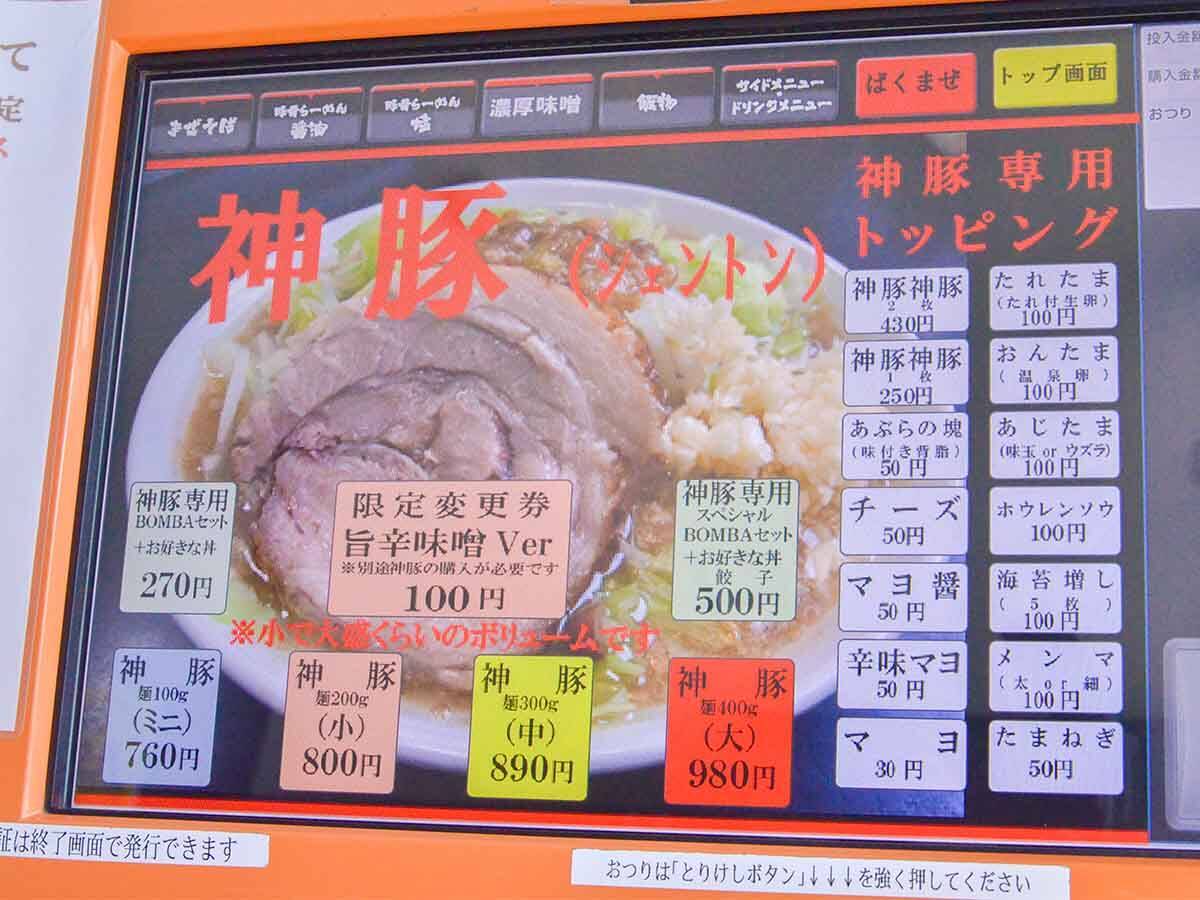 て
定
まぜそば
豚骨らーめん
醤油
豚骨らーめん
塩
濃厚味噌
飯物
サイドメニュー
・
ドリンクメニュー
ばくまぜ
トップ画面
投入金額
購入金額
おつり
神豚
(シェントン)
神豚専用
トッピング
神豚神豚
2枚
430円
たれたま
(たれ付生卵)
100円
神豚神豚
1枚
250円
おんたま
(温泉卵)
100円
あぶらの塊
(味付き背脂)
50円
あじたま
(味玉 or ウズラ)
100円
チーズ
50円
ホウレンソウ
100円
マヨ醤
50円
海苔増し
(5枚)
100円
辛味マヨ
50円
メンマ
(太 or 細)
100円
マヨ
30円
たまねぎ
50円
神豚専用
BOMBAセット
+お好きな丼
270円
限定変更券
旨辛味噌 Ver
※別途神豚の購入が必要です
100円
神豚専用
スペシャル
BOMBAセット
+お好きな丼
餃子
500円
※小で大盛くらいのボリュームです
神豚
麺100g
(ミニ)
760円
神豚
麺200g
(小)
800円
神豚
麺300g
(中)
890円
神豚
麺400g
(大)
980円
証は終了画面で発行できます
おつりは「とりけしボタン」↓↓↓を強く押してください